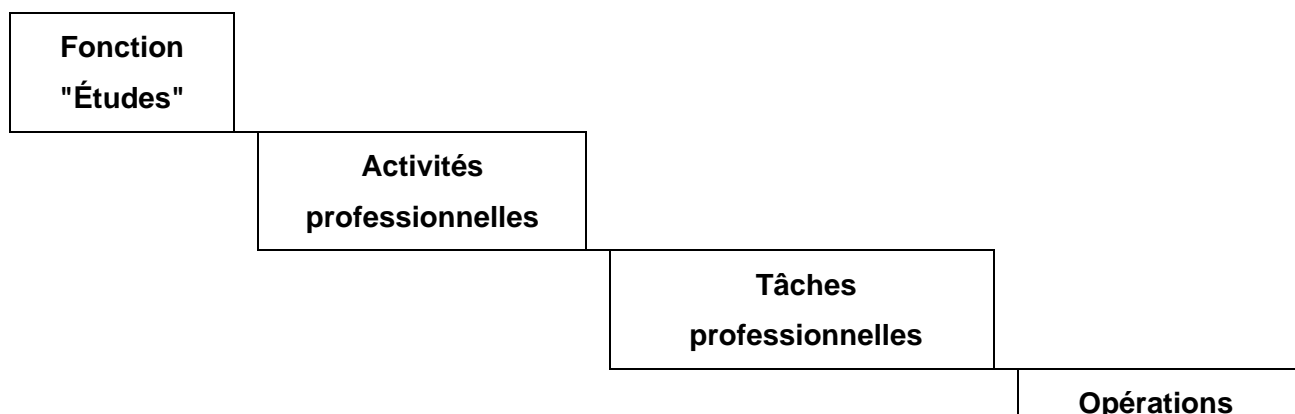 Fonction
"Études"
Activités
professionnelles
Tâches
professionnelles
Opérations